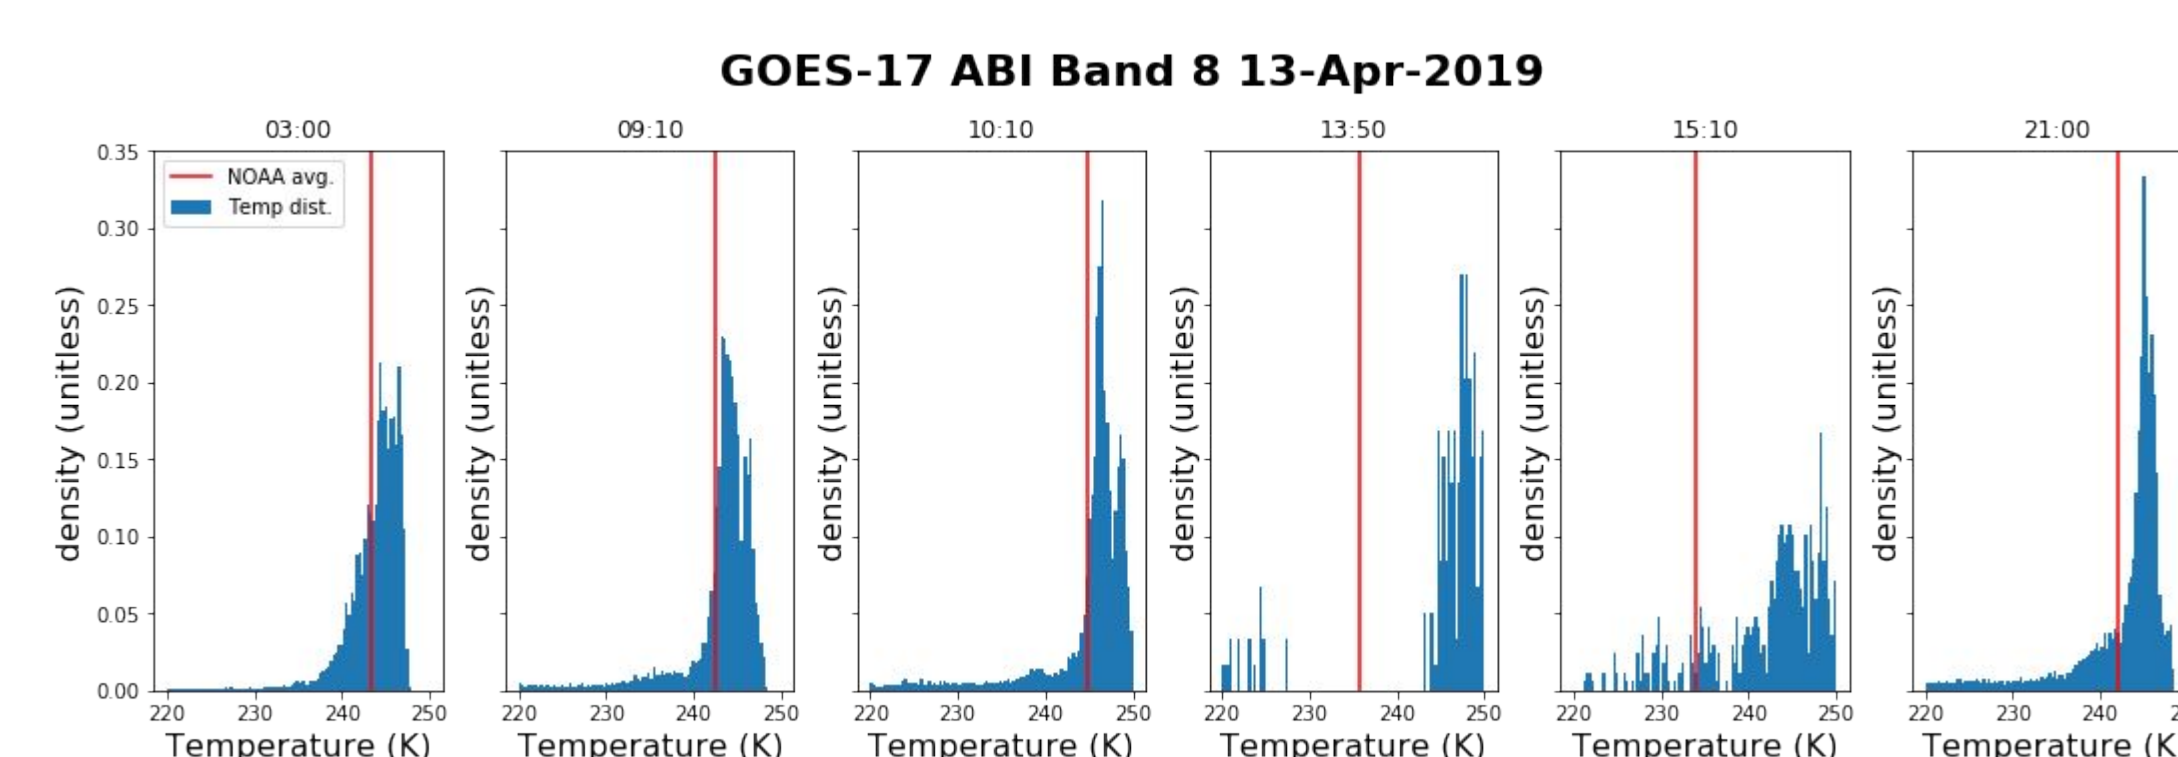 GOES-17 ABI Band 8 13-Apr-2019
03:00 09:10 10:10 13:50 15:10 21:00
NOAA avg.
Temp dist.
0.35
0.30
0.25
0.20
0.15
0.10
0.05
0.00
density (unitless) density (unitless) density (unitless) density (unitless) density (unitless) density (unitless)
220 230 240 250 220 230 240 250 220 230 240 250 220 230 240 250 220 230 240 250 220 230 240 2
Temperature (K) Temperature (K) Temperature (K) Temperature (K) Temperature (K) Temperature (K